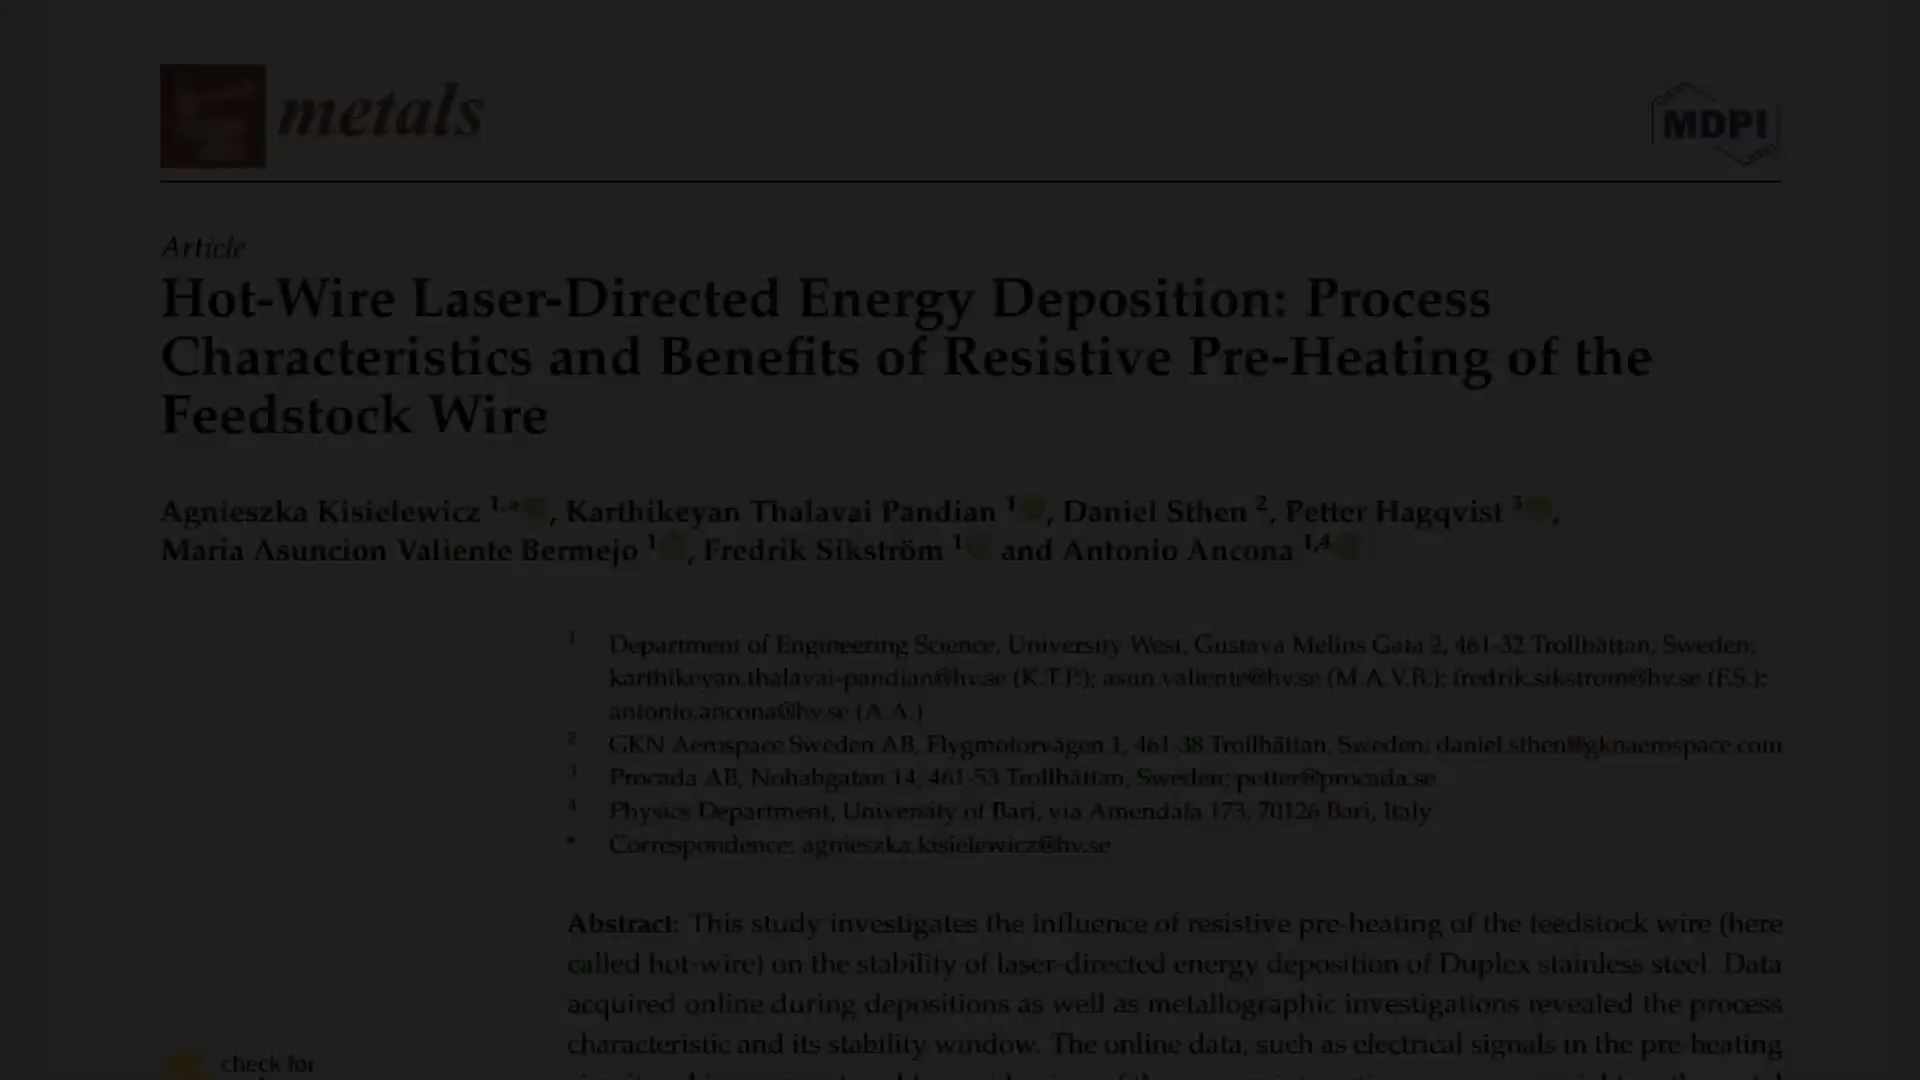 metals
MDPI
Article
Hot-Wire Laser-Directed Energy Deposition: Process
Characteristics and Benefits of Resistive Pre-Heating of the
Feedstock Wire
Agnieszka Kisielewicz 1,*, Karthikeyan Thalavai Pandian 1, Daniel Sthen 2, Petter Hagqvist 3,
Maria Asuncion Valiente Bermejo 1, Fredrik Sikström 1 and Antonio Ancona 1,4
1 Department of Engineering Science, University West, Gustava Melins Gata 2, 461-32 Trollhättan, Sweden;
karthikeyan.thalavai-pandian@hv.se (K.T.P.); asun.valiente@hv.se (M.A.V.B.); fredrik.sikstrom@hv.se (F.S.);
antonio.ancona@hv.se (A.A.)
2 GKN Aerospace Sweden AB, Flygmotorvägen 1, 461-38 Trollhättan, Sweden; daniel.sthen@gknaerospace.com
3 Procada AB, Nohabgatan 14, 461-53 Trollhättan, Sweden; petter@procada.se
4 Physics Department, University of Bari, via Amendala 173, 70126 Bari, Italy
* Correspondence: agnieszka.kisielewicz@hv.se
Abstract: This study investigates the influence of resistive pre-heating of the feedstock wire (here
called hot-wire) on the stability of laser-directed energy deposition of Duplex stainless steel. Data
acquired online during depositions as well as metallographic investigations revealed the process
characteristic and its stability window. The online data, such as electrical signals in the pre-heating
check for